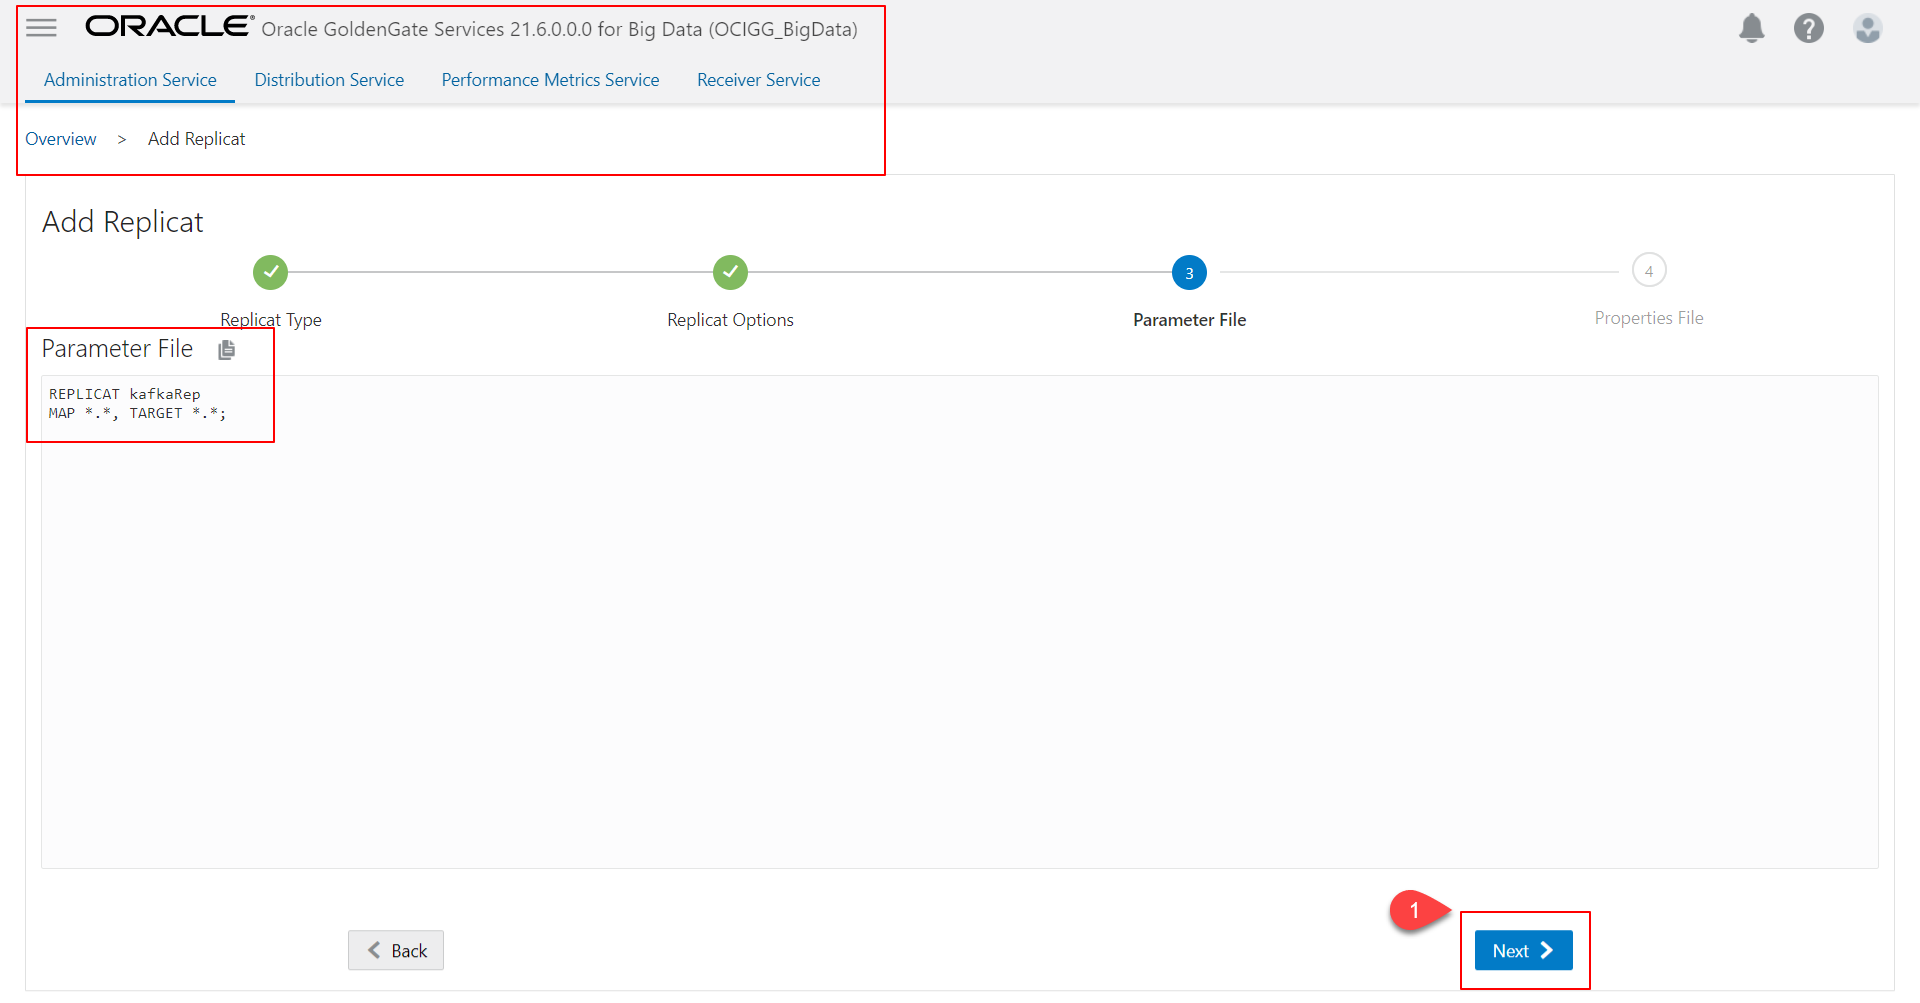 ORACLE® Oracle GoldenGate Services 21.6.0.0.0 for Big Data (OCIGG_BigData)
?
Administration Service Distribution Service Performance Metrics Service Receiver Service
Overview > Add Replicat
Add Replicat
3 4
Replicat Type Replicat Options Parameter File Properties File
Parameter File
REPLICAT kafkaRep
MAP *.*, TARGET *.*;
1
Back Next